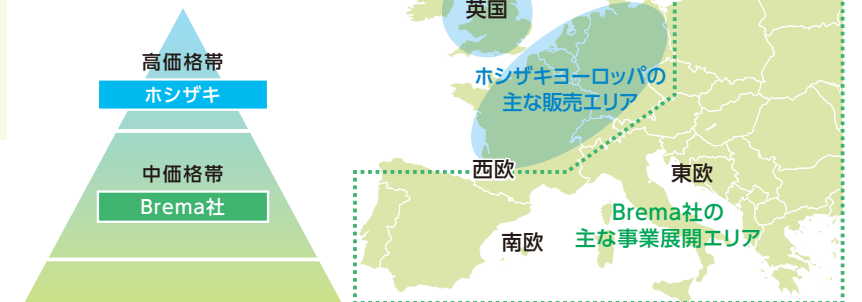 高価格帯
ホシザキ
中価格帯
Brema社
英国
ホシザキヨーロッパの
主な販売エリア
西欧
東欧
Brema社の
主な事業展開エリア
南欧